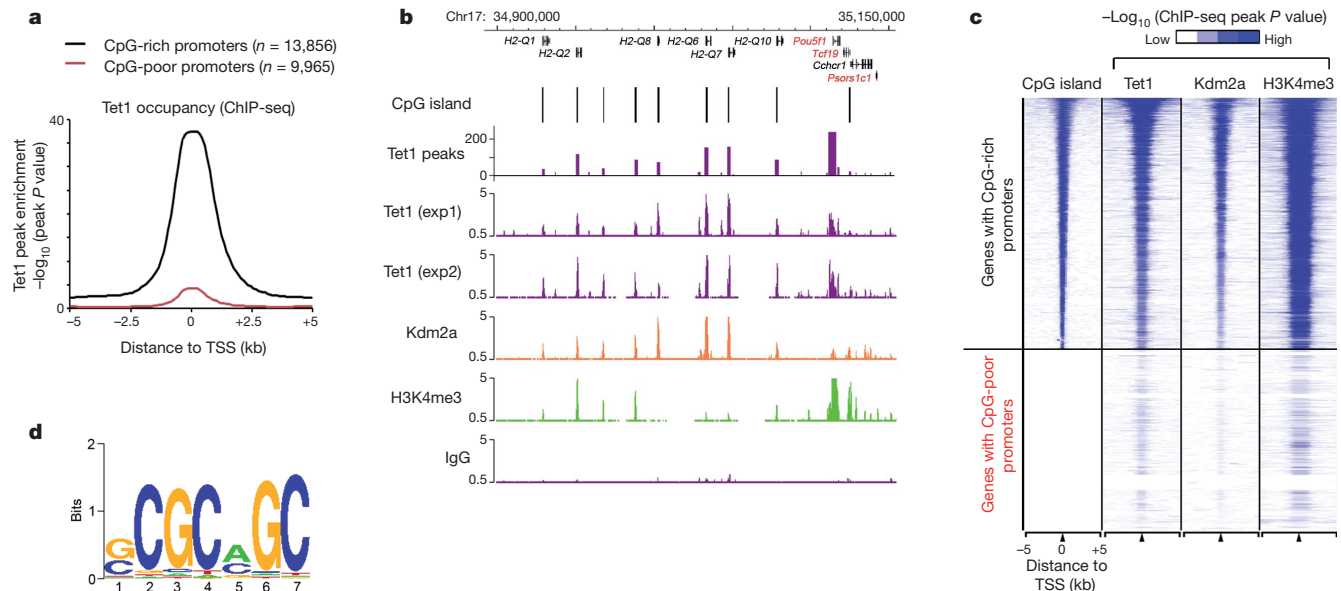 a
CpG-rich promoters (n = 13,856)
CpG-poor promoters (n = 9,965)
Tet1 occupancy (ChIP-seq)
Tet1 peak enrichment
–log10 (peak P value)
40
0
–5
–2.5
0
+2.5
+5
Distance to TSS (kb)
b
Chr17: 34,900,000
35,150,000
H2-Q1
H2-Q2
H2-Q8
H2-Q6
H2-Q7
H2-Q10
Pou5f1
Tcf19
Cchcr1
Psors1c1
CpG island
Tet1 peaks
200
0
Tet1 (exp1)
5
0.5
Tet1 (exp2)
5
0.5
Kdm2a
5
0.5
H3K4me3
5
0.5
IgG
5
0.5
c
–Log10 (ChIP-seq peak P value)
Low
High
CpG island
Tet1
Kdm2a
H3K4me3
Genes with CpG-rich
promoters
Genes with CpG-poor
promoters
–5
0
+5
Distance to
TSS (kb)
d
2
1
0
Bits
G
C
C
G
C
A
C
G
C
1 2 3 4 5 6 7